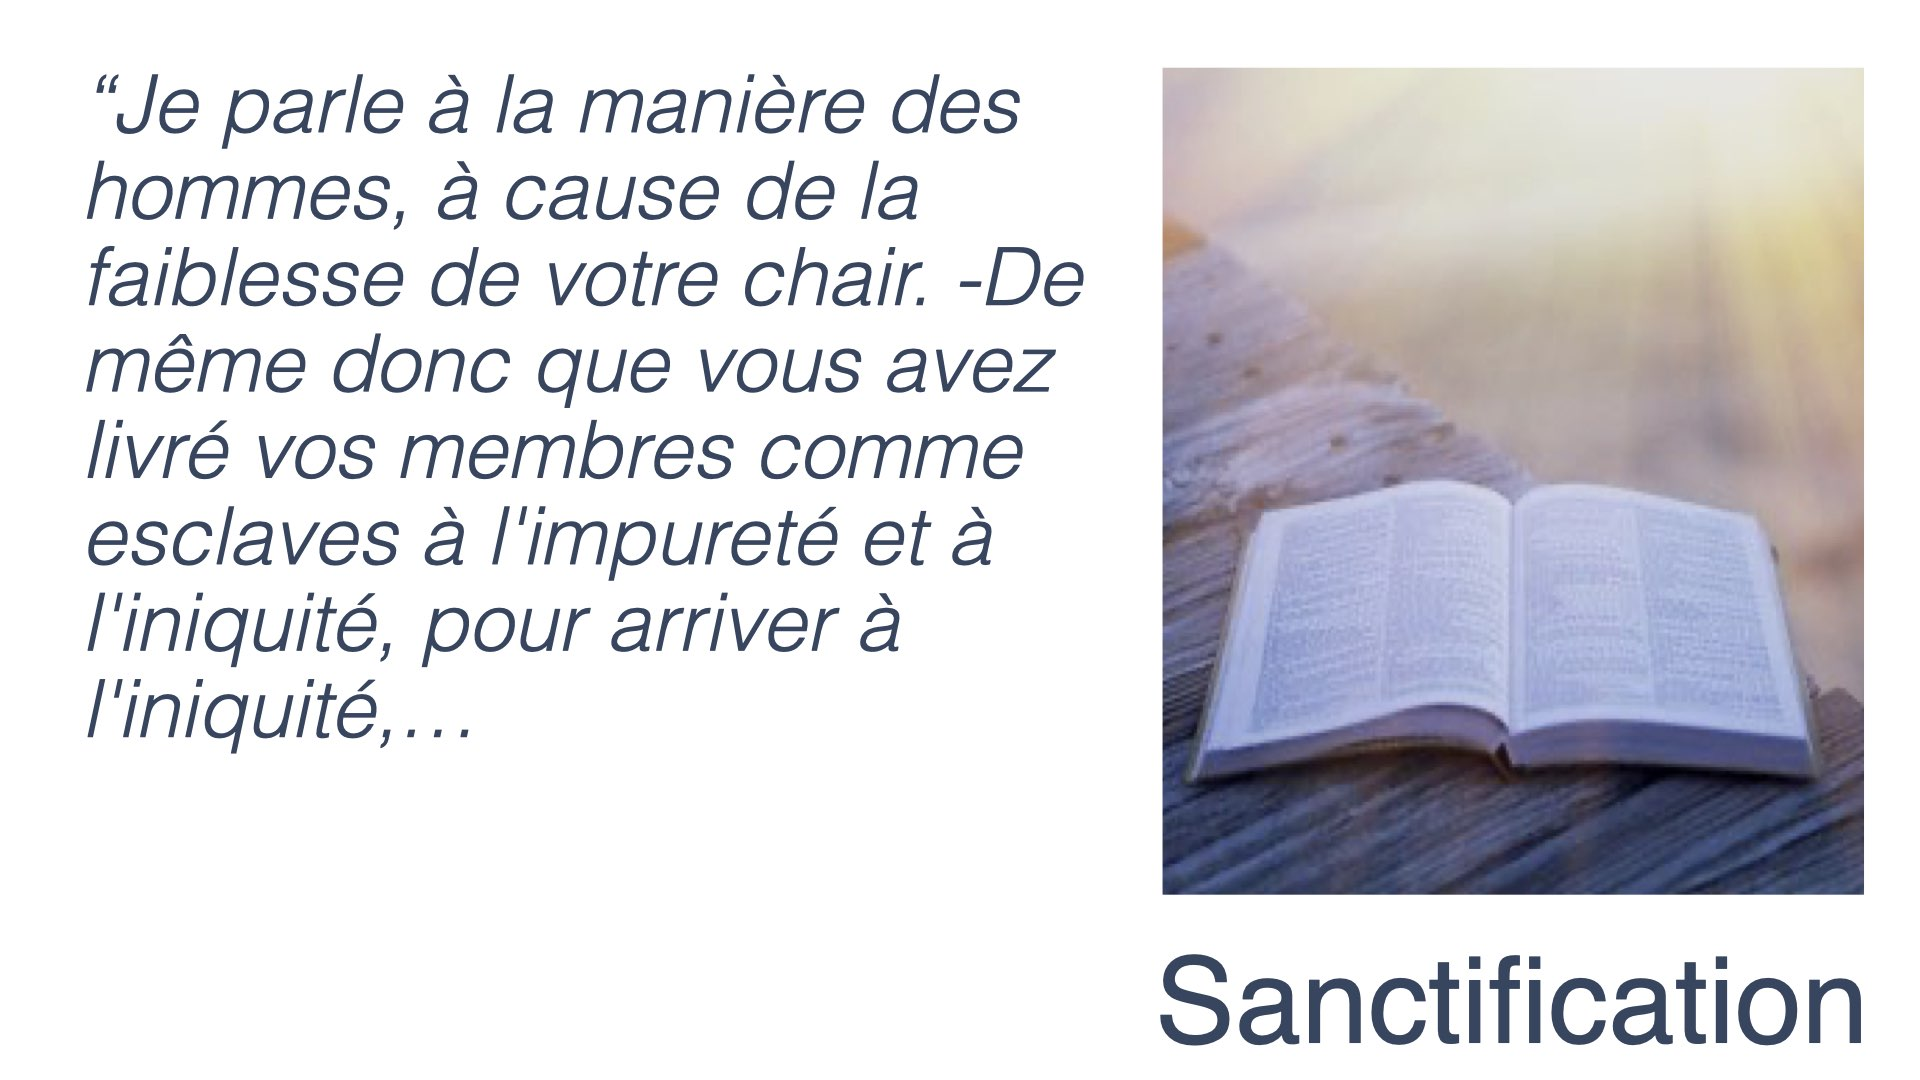 “Je parle à la manière des
hommes, à cause de la
faiblesse de votre chair. -De
même donc que vous avez
livré vos membres comme
esclaves à l'impureté et à
l'iniquité, pour arriver à
l'iniquité,…
Sanctification